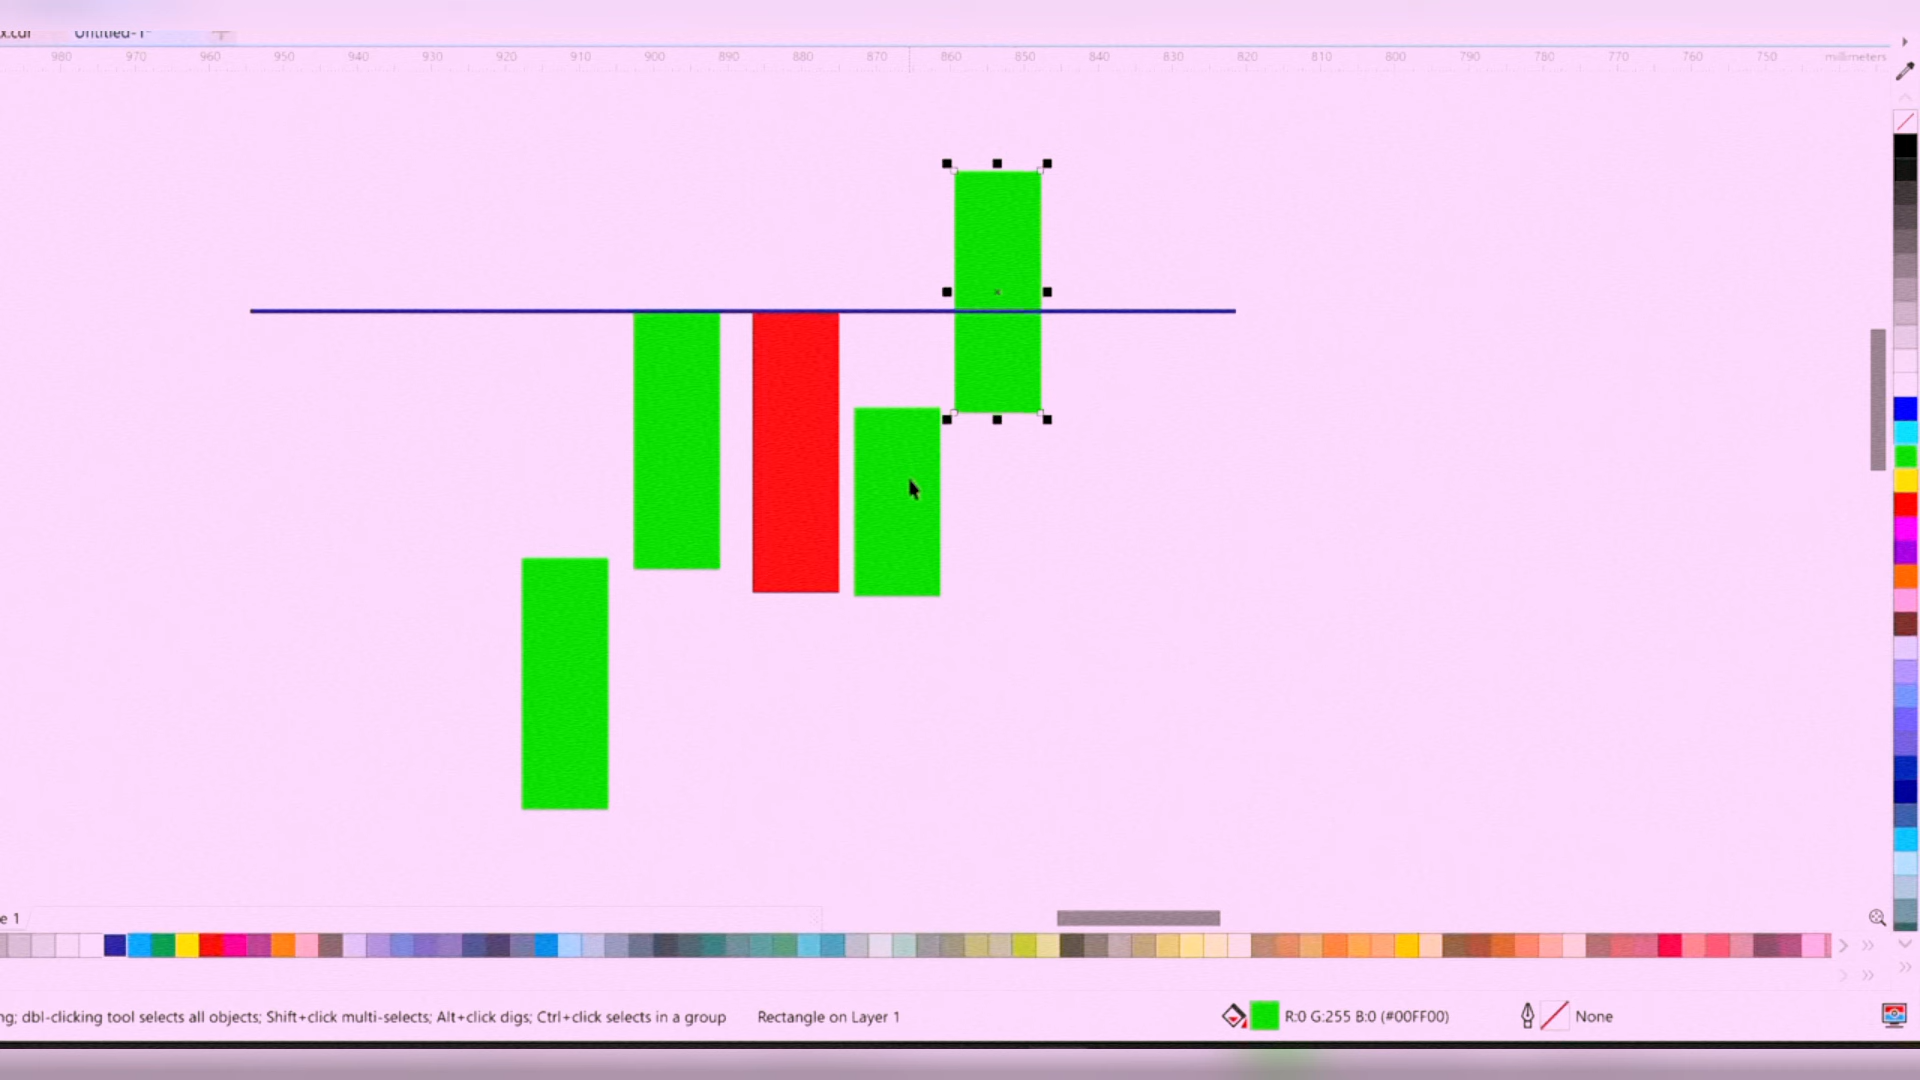 x.cdr Untitled-1*
980 970 960 950 940 930 920 910 900 890 880 870 860 850 840 830 820 810 800 790 780 770 760 750 millimeters
e 1
ng; dbl-clicking tool selects all objects; Shift+click multi-selects; Alt+click digs; Ctrl+click selects in a group Rectangle on Layer 1 R:0 G:255 B:0 (#00FF00) None